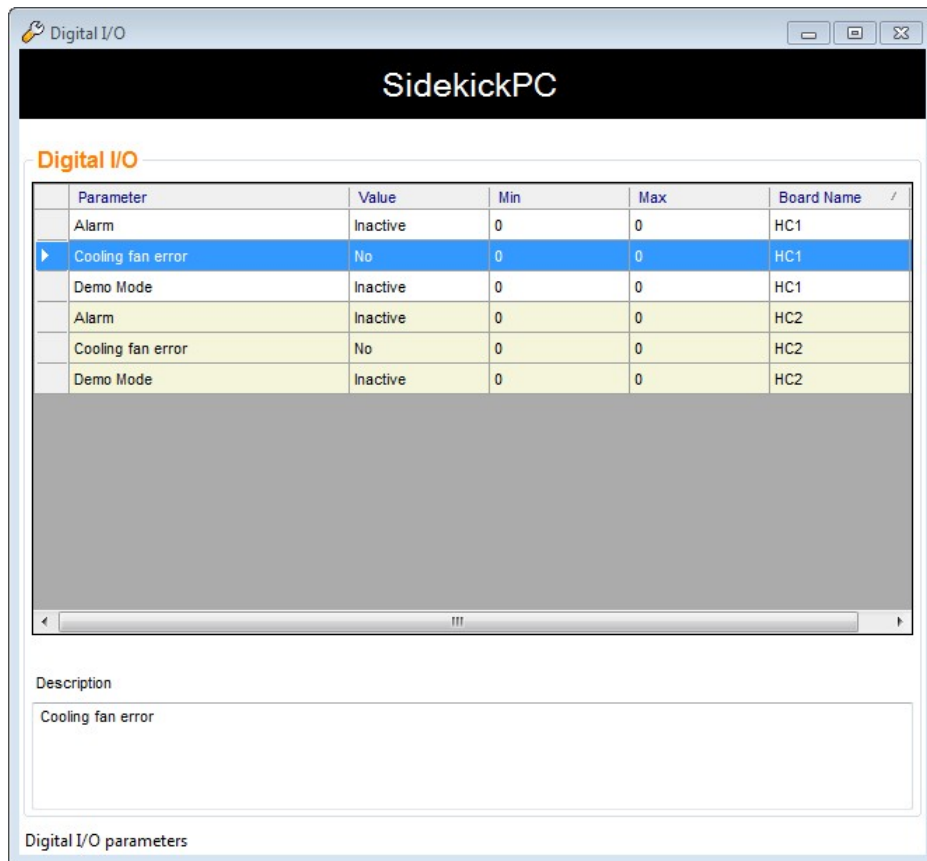 Digital I/O
SidekickPC
Digital I/O
Parameter Value Min Max Board Name
Alarm Inactive 0 0 HC1
Cooling fan error No 0 0 HC1
Demo Mode Inactive 0 0 HC1
Alarm Inactive 0 0 HC2
Cooling fan error No 0 0 HC2
Demo Mode Inactive 0 0 HC2
Description
Cooling fan error
Digital I/O parameters